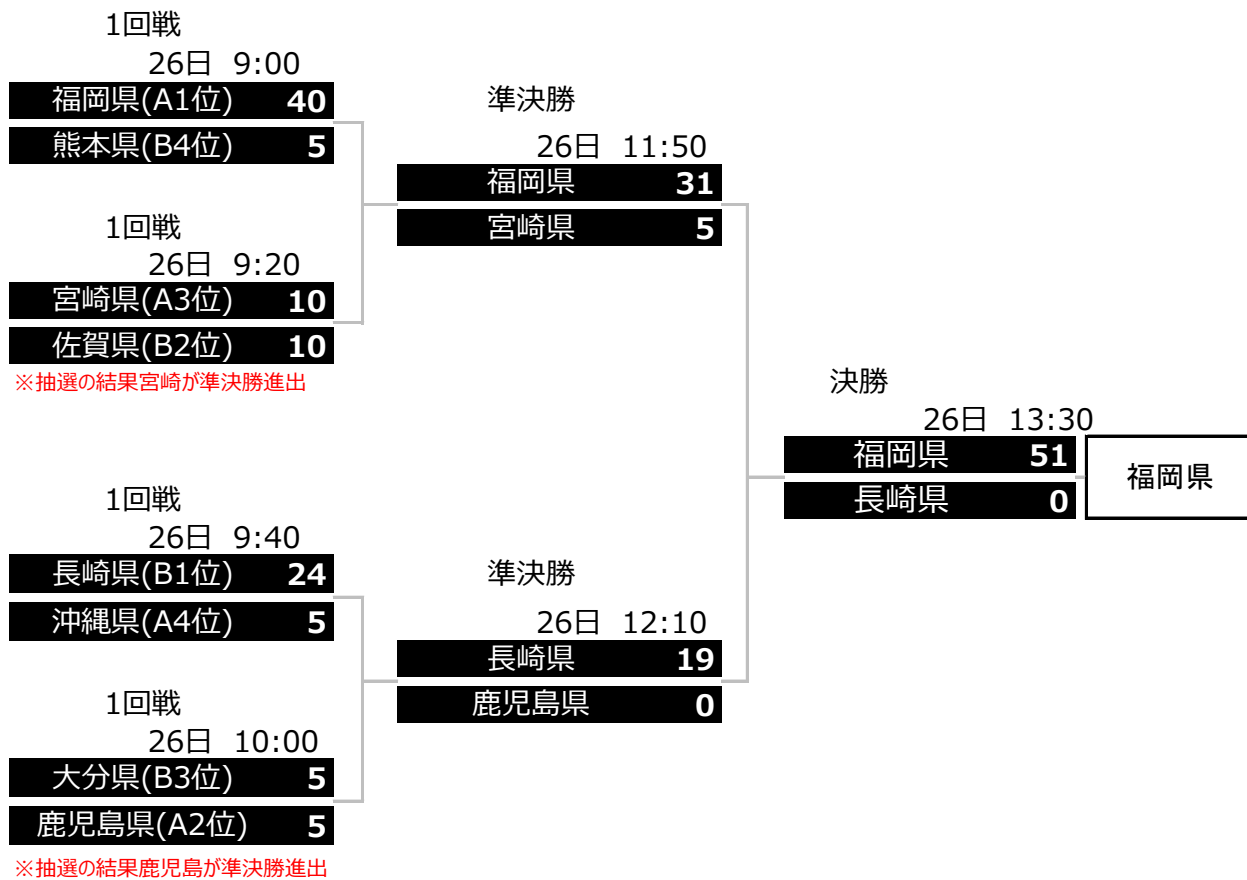 1回戦
26日 9:00
福岡県(A1位) 40
熊本県(B4位) 5
1回戦
26日 9:20
宮崎県(A3位) 10
佐賀県(B2位) 10
※抽選の結果宮崎が準決勝進出
1回戦
26日 9:40
長崎県(B1位) 24
沖縄県(A4位) 5
1回戦
26日 10:00
大分県(B3位) 5
鹿児島県(A2位) 5
※抽選の結果鹿児島が準決勝進出
準決勝
26日 11:50
福岡県 31
宮崎県 5
準決勝
26日 12:10
長崎県 19
鹿児島県 0
決勝
26日 13:30
福岡県 51
長崎県 0
福岡県